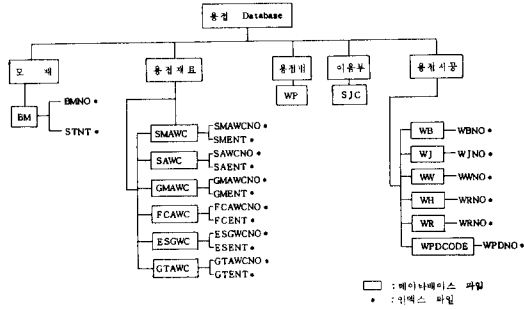 용접 Database
모 재
용접재료
용접법
이음부
용접시공
BM
BMNO *
STNT *
WP
SJC
SMAWC
SMAWCNO *
SMENT *
SAWC
SAWCNO *
SAENT *
GMAWC
GMAWCNO *
GMENT *
FCAWC
FCAWCNO *
FCENT *
ESGWC
ESGWCNO *
ESENT *
GTAWC
GTAWCNO *
GTENT *
WB
WBNO *
WJ
WJNO *
WW
WWNO *
WH
WRNO *
WR
WRNO *
WPDCODE
WPDNO *
: 데이타베이스 파일
* : 인덱스 파일